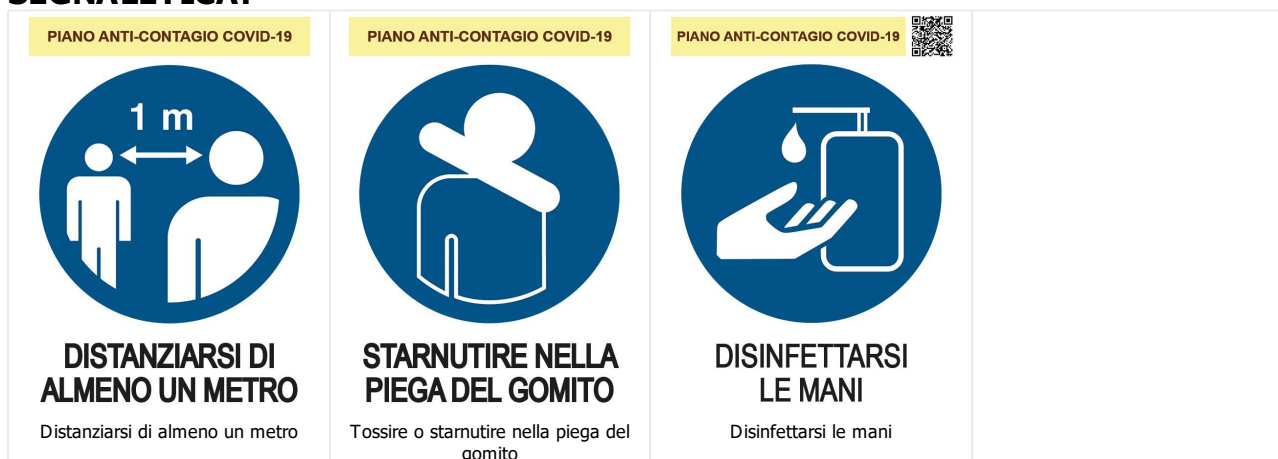 SEGNALETICA:
PIANO ANTI-CONTAGIO COVID-19
1 m
DISTANZIARSI DI
ALMENO UN METRO
Distanziarsi di almeno un metro
PIANO ANTI-CONTAGIO COVID-19
STARNUTIRE NELLA
PIEGA DEL GOMITO
Tossire o starnutire nella piega del
gomito
PIANO ANTI-CONTAGIO COVID-19
DISINFETTARSI
LE MANI
Disinfettarsi le mani